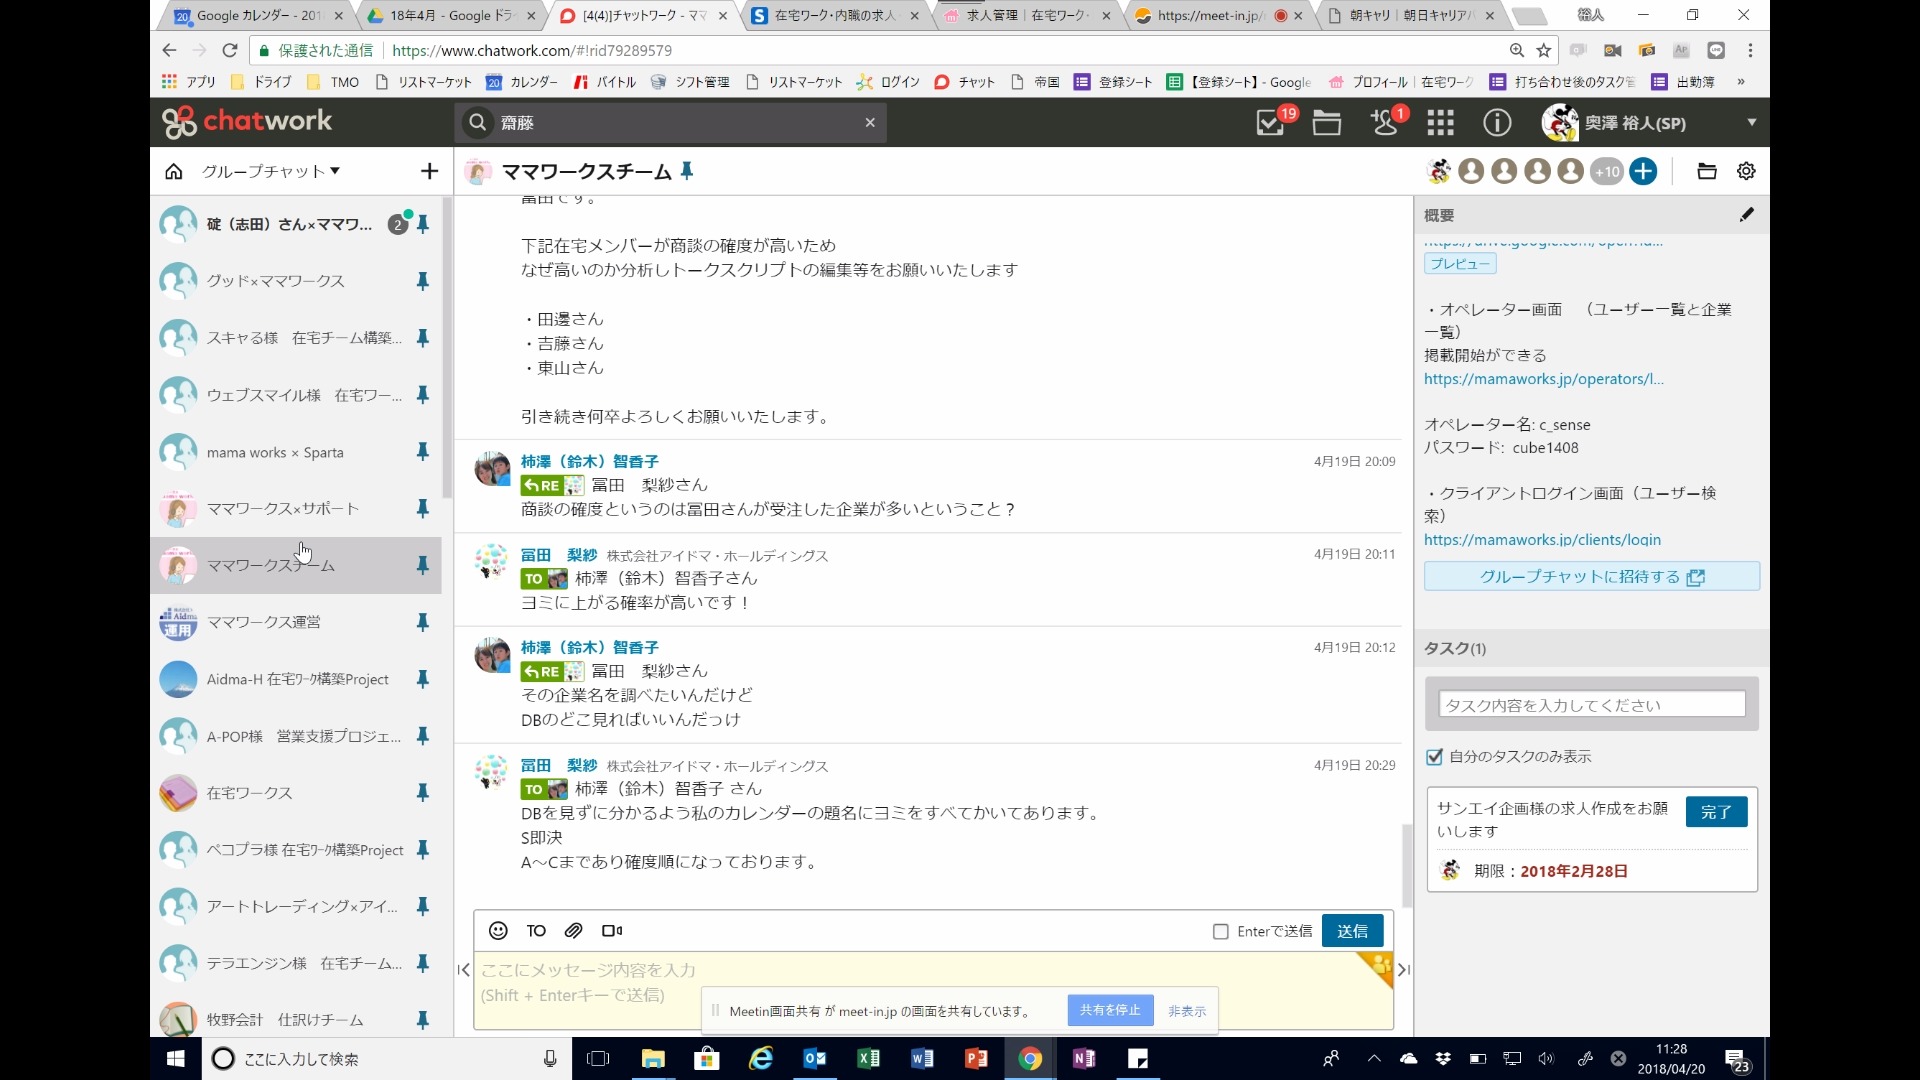 Google カレンダー - 201
18年4月 - Google ドラ
[4(4)]チャットワーク - ママ
在宅ワーク・内職の求人
求人管理 | 在宅ワーク
https://meet-in.jp/
朝キャリ | 朝日キャリア
裕人
保護された通信
https://www.chatwork.com/#!rid79289579
アプリ ドライブ TMO リストマーケット カレンダー バイトル シフト管理 リストマーケット ログイン チャット 帝国 登録シート 【登録シート】 - Google プロフィール | 在宅ワーク 打ち合わせ後のタスク管 出勤簿 »
chatwork
齋藤
19
1
奥澤 裕人(SP)
グループチャット
ママワークスチーム
+10
碇（志田）さん×ママワ...
2
グッド×ママワークス
スキャる様 在宅チーム構築...
ウェブスマイル様 在宅ワー...
mama works × Sparta
ママワークス×サポート
ママワークスチーム
ママワークス運営
Aidma-H 在宅ﾜｰｸ構築Project
A-POP様 営業支援プロジェ...
在宅ワークス
ペコプラ様 在宅ﾜｰｸ構築Project
アートトレーディング×アイ...
テラエンジン様 在宅チーム...
牧野会計 仕訳けチーム
冨田です。
下記在宅メンバーが商談の確度が高いため
なぜ高いのか分析しトークスクリプトの編集等をお願いいたします
・田邊さん
・吉藤さん
・東山さん
引き続き何卒よろしくお願いいたします。
柿澤（鈴木）智香子
4月19日 20:09
RE 冨田 梨紗さん
商談の確度というのは冨田さんが受注した企業が多いということ？
冨田 梨紗 株式会社アイドマ・ホールディングス
4月19日 20:11
TO 柿澤（鈴木）智香子さん
ヨミに上がる確率が高いです！
柿澤（鈴木）智香子
4月19日 20:12
RE 冨田 梨紗さん
その企業名を調べたいんだけど
DBのどこ見ればいいんだっけ
冨田 梨紗 株式会社アイドマ・ホールディングス
4月19日 20:29
TO 柿澤（鈴木）智香子 さん
DBを見ずに分かるよう私のカレンダーの題名にヨミをすべてかいてあります。
S即決
A～Cまであり確度順になっております。
TO
Enterで送信
送信
ここにメッセージ内容を入力
(Shift + Enterキーで送信)
Meetin画面共有 が meet-in.jp の画面を共有しています。
共有を停止
非表示
概要
プレビュー
・オペレーター画面 （ユーザー一覧と企業
一覧）
掲載開始ができる
https://mamaworks.jp/operators/l...
オペレーター名: c_sense
パスワード: cube1408
・クライアントログイン画面（ユーザー検
索）
https://mamaworks.jp/clients/login
グループチャットに招待する
タスク(1)
タスク内容を入力してください
自分のタスクのみ表示
サンエイ企画様の求人作成をお願
いします
完了
期限：2018年2月28日
ここに入力して検索
11:28
2018/04/20
23